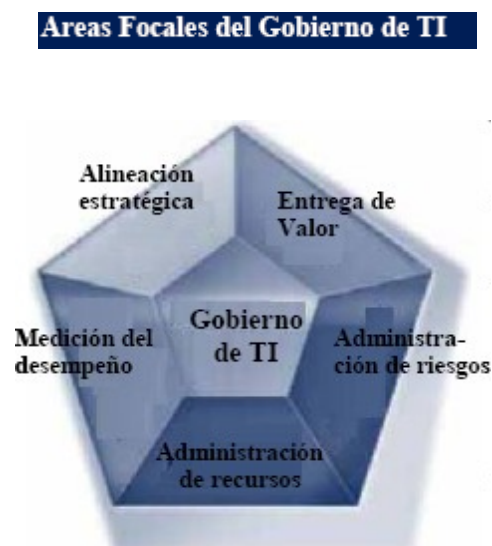 Areas Focales del Gobierno de TI
Alineación
estratégica
Entrega de
Valor
Gobierno
de TI
Medición del
desempeño
Administra-
ción de riesgos
Administración
de recursos